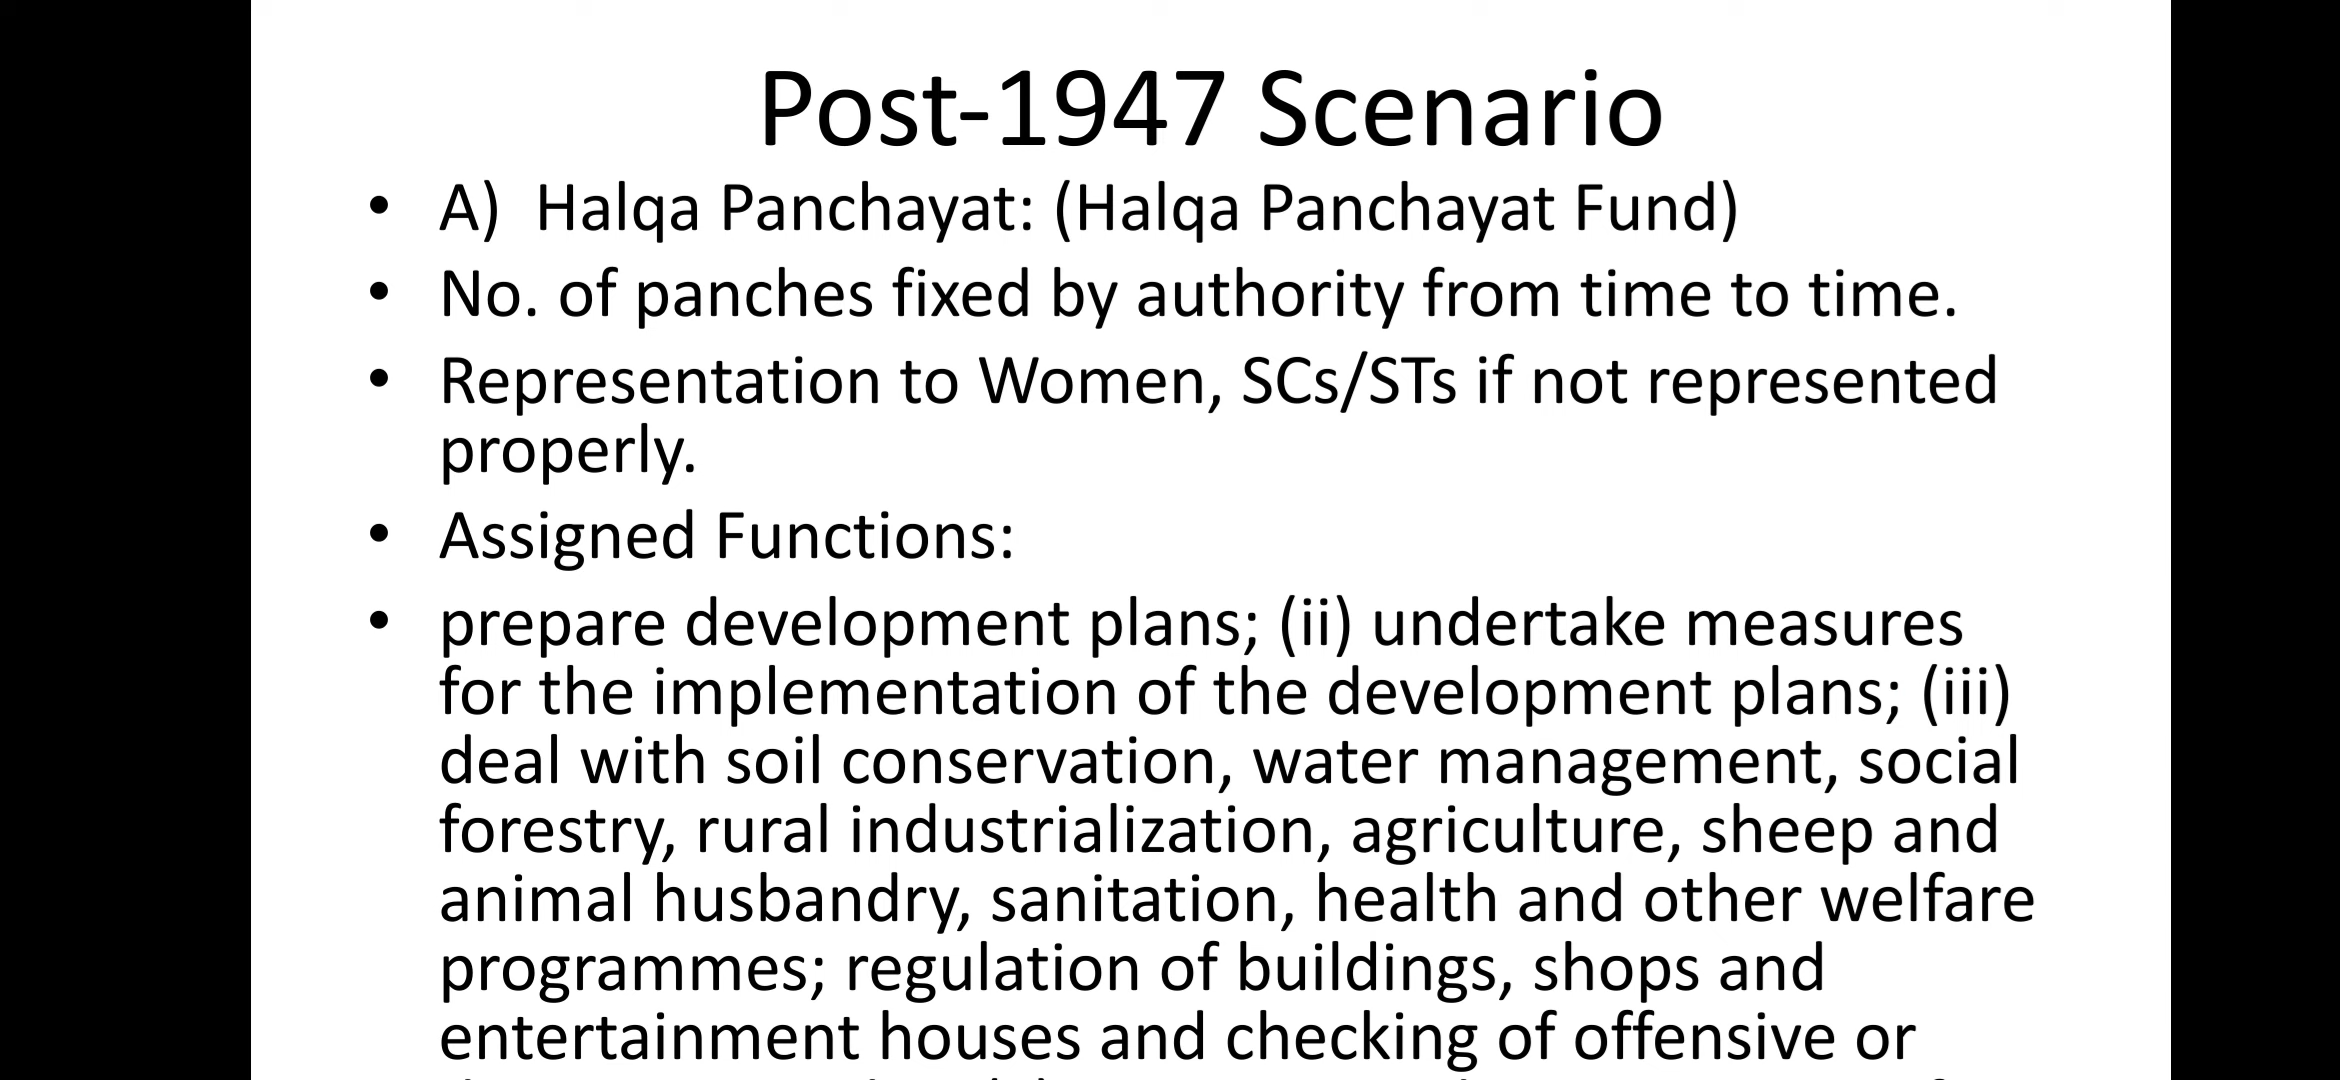 Post-1947 Scenario
• A) Halqa Panchayat: (Halqa Panchayat Fund)
• No. of panches fixed by authority from time to time.
• Representation to Women, SCs/STs if not represented
properly.
• Assigned Functions:
• prepare development plans; (ii) undertake measures
for the implementation of the development plans; (iii)
deal with soil conservation, water management, social
forestry, rural industrialization, agriculture, sheep and
animal husbandry, sanitation, health and other welfare
programmes; regulation of buildings, shops and
entertainment houses and checking of offensive or